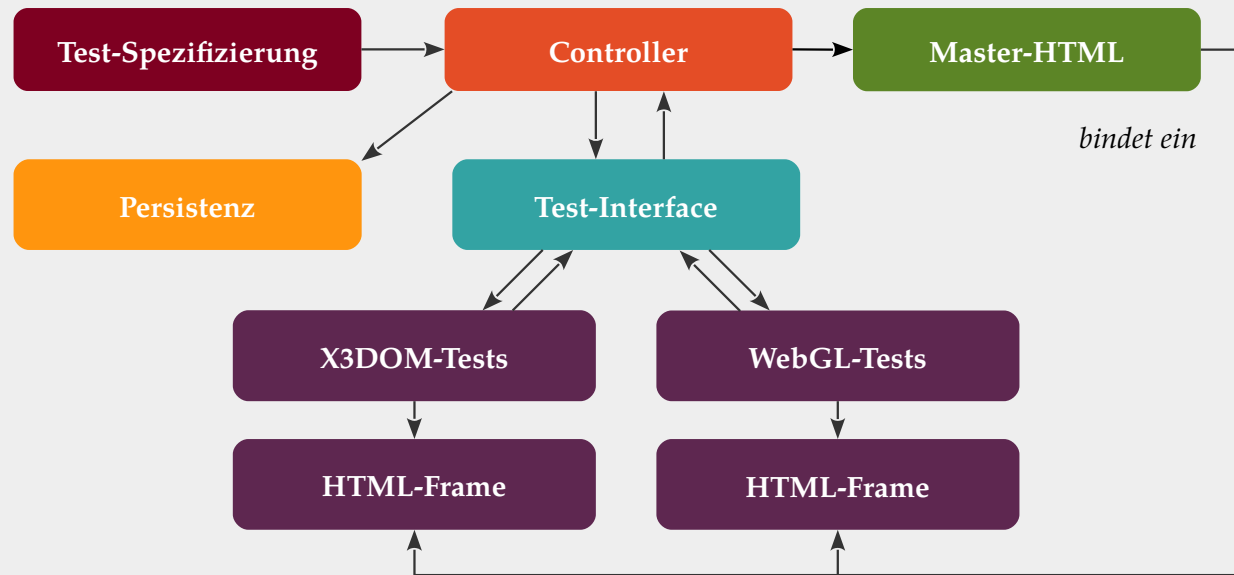 Test-Spezifizierung
Controller
Master-HTML
bindet ein
Persistenz
Test-Interface
X3DOM-Tests
WebGL-Tests
HTML-Frame
HTML-Frame